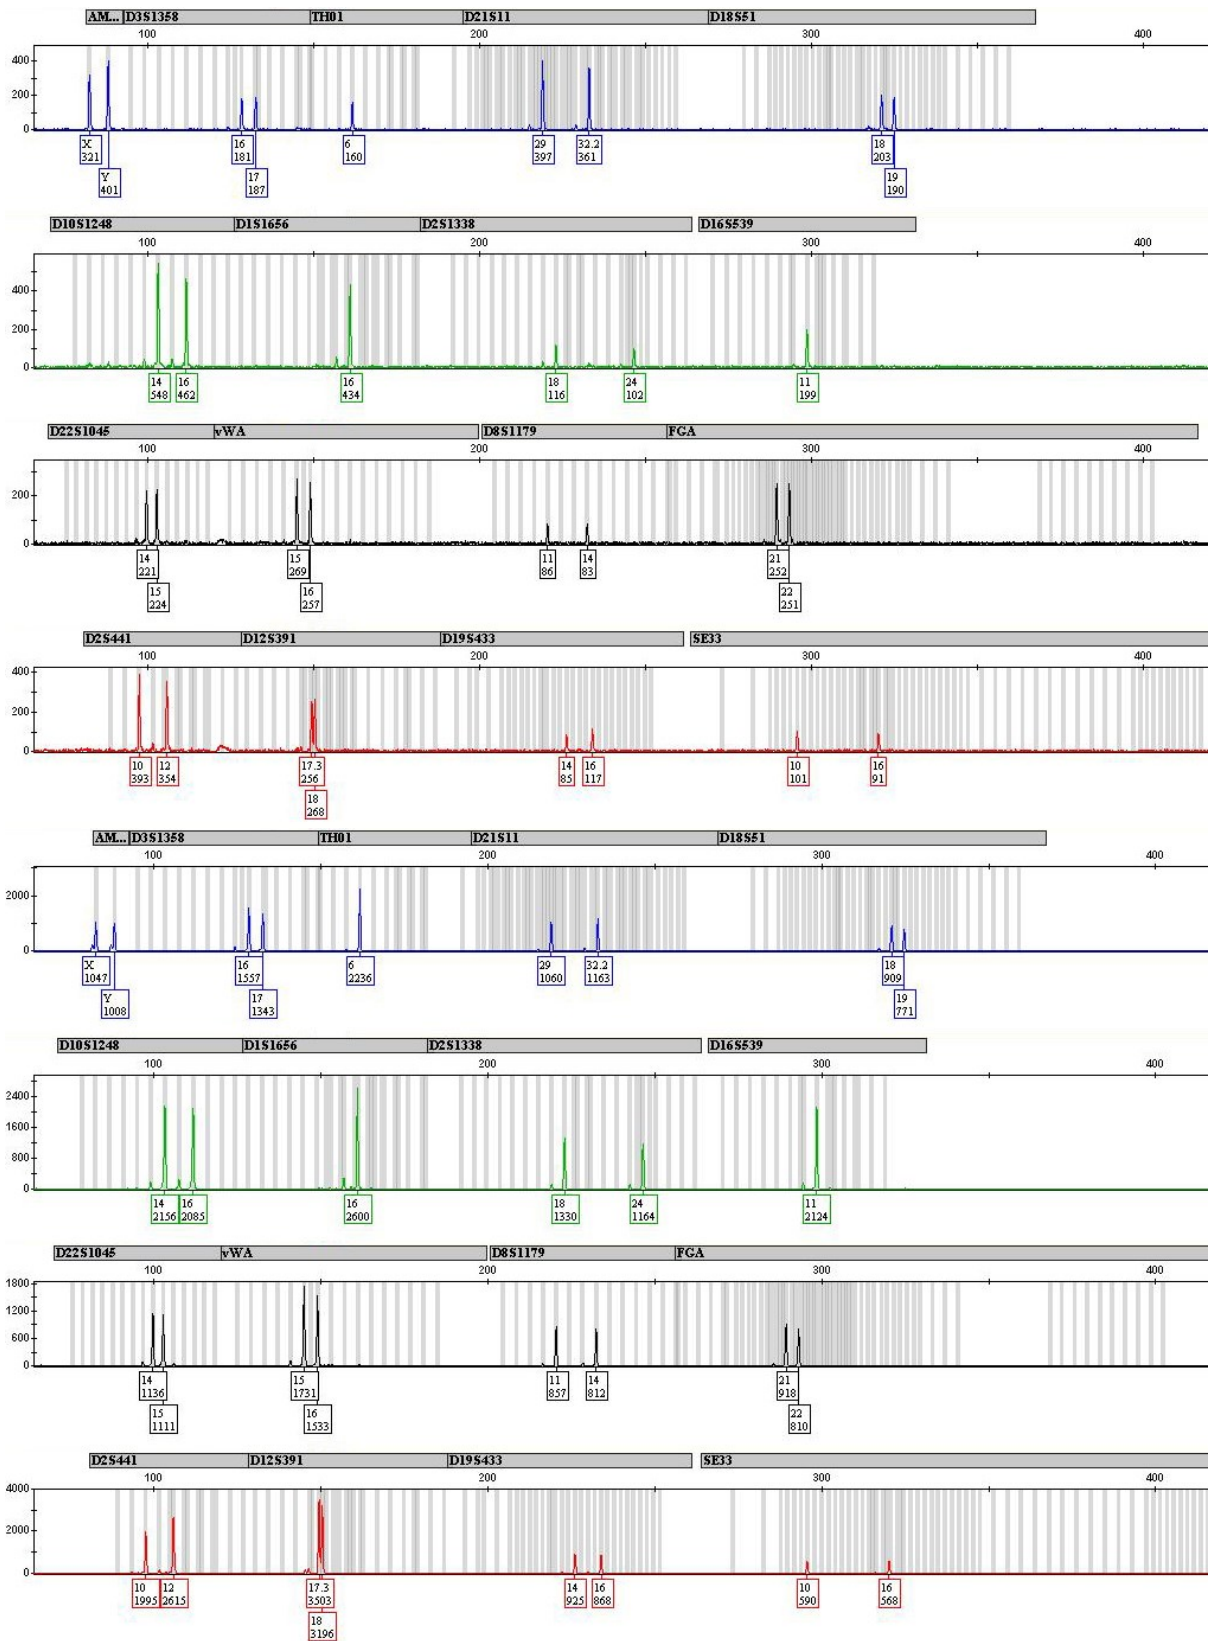 AM... D3S1358 TH01 D21S11 D18S51
100 200 300 400
400
200
0
X 16 6 29 32.2 18
321 181 160 397 361 203
Y 17 19
401 187 190
D10S1248 D1S1656 D2S1338 D16S539
100 200 300 400
400
200
0
14 16 16 18 24 11
548 462 434 116 102 199
D22S1045 vWA D8S1179 FGA
100 200 300 400
200
0
14 15 11 14 21
221 269 86 83 252
15 16 22
224 257 251
D2S441 D12S391 D19S433 SE33
100 200 300 400
400
200
0
10 12 17.3 14 16 10 16
393 354 256 85 117 101 91
18
268
AM... D3S1358 TH01 D21S11 D18S51
100 200 300 400
2000
0
X 16 6 29 32.2 18
1047 1557 2236 1060 1163 909
Y 17 19
1008 1343 771
D10S1248 D1S1656 D2S1338 D16S539
100 200 300 400
2400
1600
800
0
14 16 16 18 24 11
2156 2085 2600 1330 1164 2124
D22S1045 vWA D8S1179 FGA
100 200 300 400
1800
1200
600
0
14 15 11 14 21
1136 1731 857 812 918
15 16 22
1111 1533 810
D2S441 D12S391 D19S433 SE33
100 200 300 400
4000
2000
0
10 12 17.3 14 16 10 16
1995 2615 3503 925 868 590 568
18
3196